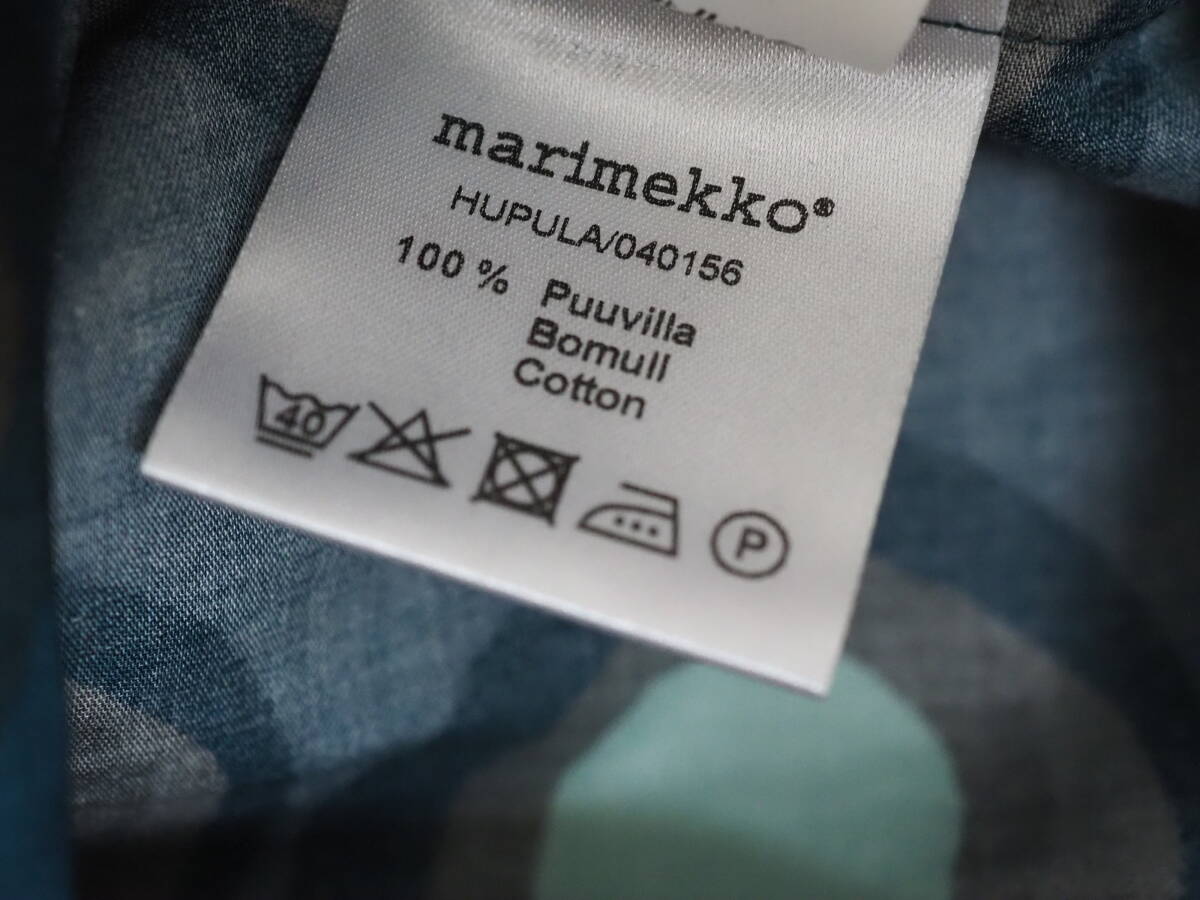 marimekko®
HUPULA/040156
100 % Puuvilla
Bomull
Cotton
40
P